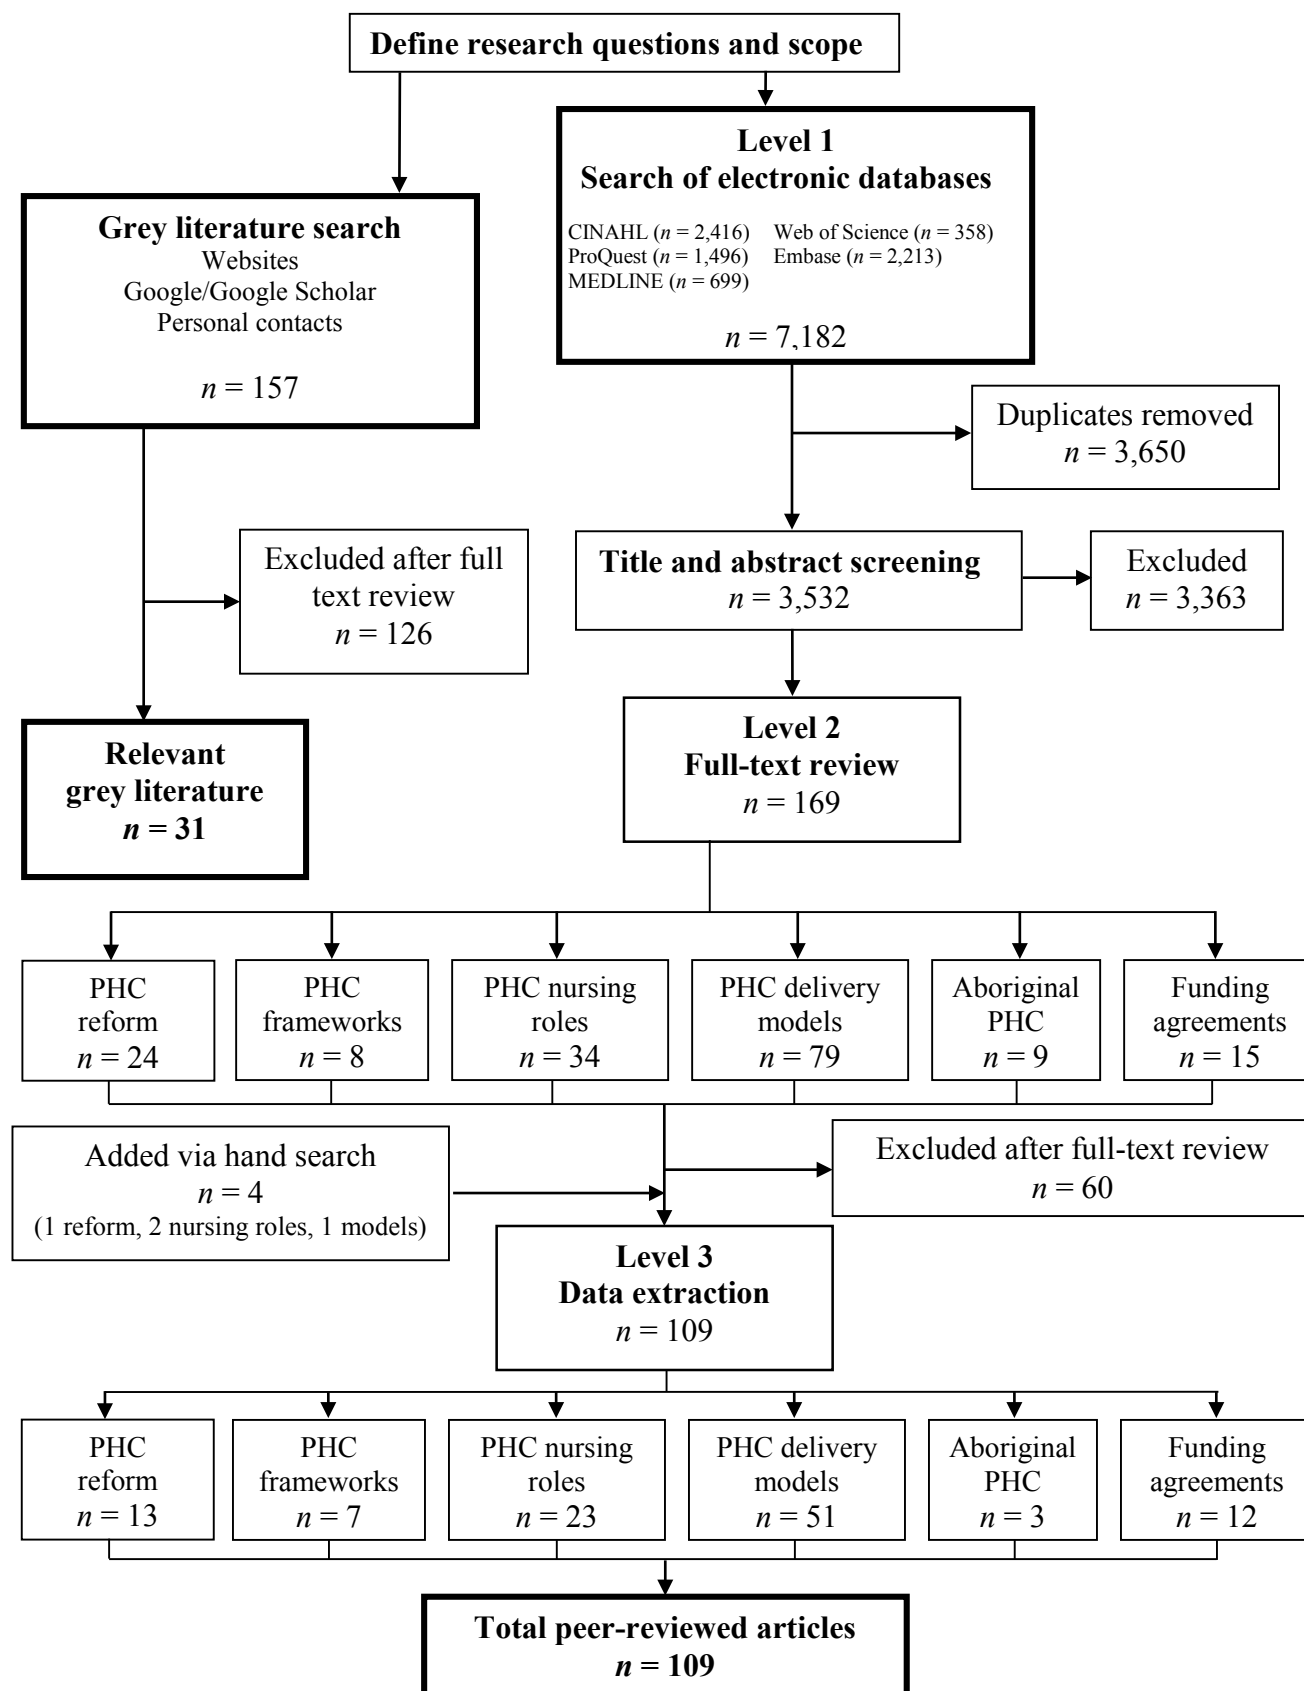 Define research questions and scope
Level 1
Search of electronic databases
CINAHL (n = 2,416) Web of Science (n = 358)
ProQuest (n = 1,496) Embase (n = 2,213)
MEDLINE (n = 699)
n = 7,182
Grey literature search
Websites
Google/Google Scholar
Personal contacts
n = 157
Duplicates removed
n = 3,650
Excluded after full
text review
n = 126
Title and abstract screening
n = 3,532
Excluded
n = 3,363
Relevant
grey literature
n = 31
Level 2
Full-text review
n = 169
PHC
reform
n = 24
PHC
frameworks
n = 8
PHC nursing
roles
n = 34
PHC delivery
models
n = 79
Aboriginal
PHC
n = 9
Funding
agreements
n = 15
Added via hand search
n = 4
(1 reform, 2 nursing roles, 1 models)
Excluded after full-text review
n = 60
Level 3
Data extraction
n = 109
PHC
reform
n = 13
PHC
frameworks
n = 7
PHC nursing
roles
n = 23
PHC delivery
models
n = 51
Aboriginal
PHC
n = 3
Funding
agreements
n = 12
Total peer-reviewed articles
n = 109